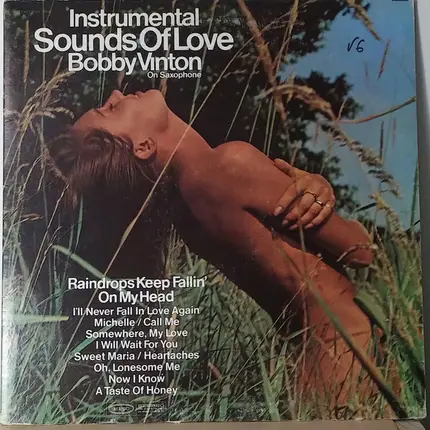 Instrumental
Sounds Of Love
Bobby Vinton
On Saxophone
V6
Raindrops Keep Fallin'
On My Head
I'll Never Fall In Love Again
Michelle / Call Me
Somewhere, My Love
I Will Wait For You
Sweet Maria / Heartaches
Oh, Lonesome Me
Now I Know
A Taste Of Honey